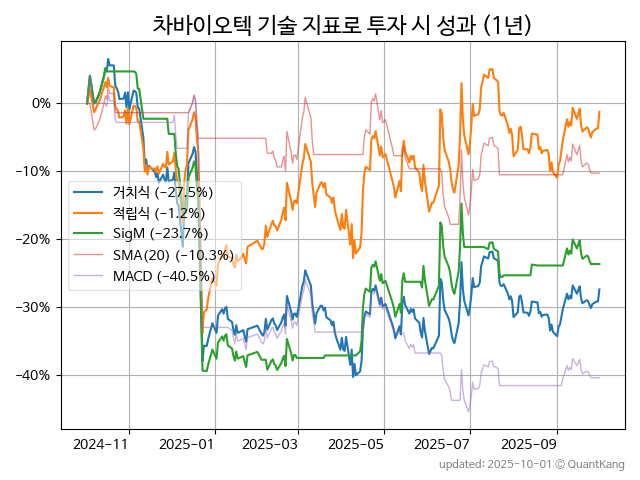 차바이오텍 기술 지표로 투자 시 성과 (1년)
0%
−10%
−20%
−30%
−40%
거치식 (−27.5%)
적립식 (−1.2%)
SigM (−23.7%)
SMA(20) (−10.3%)
MACD (−40.5%)
2024-11
2025-01
2025-03
2025-05
2025-07
2025-09
updated: 2025-10-01 © QuantKang